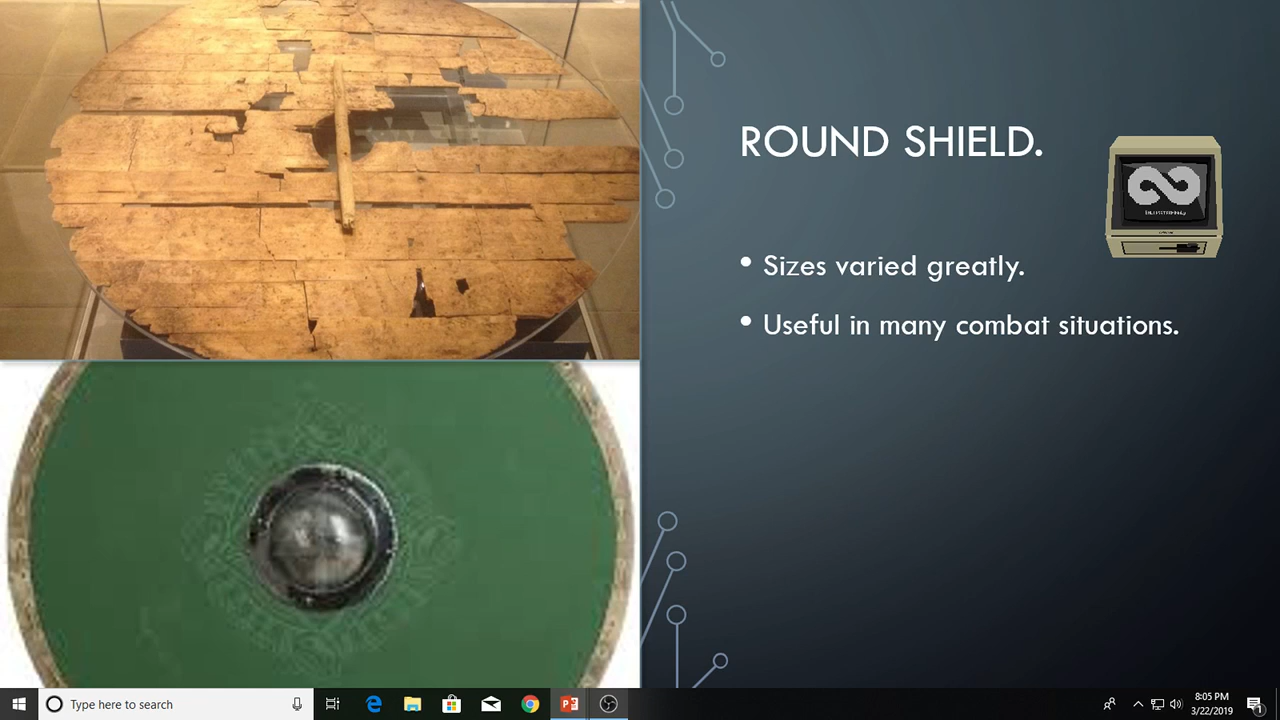 ROUND SHIELD.
• Sizes varied greatly.
• Useful in many combat situations.
Type here to search
8:05 PM
3/22/2019